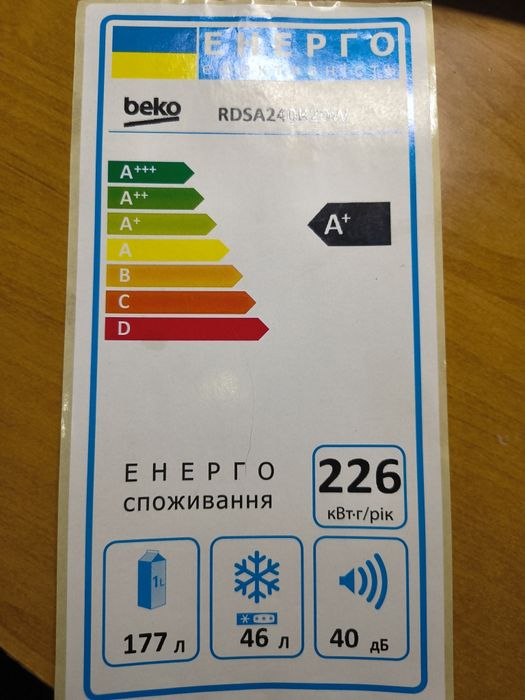 ЕНЕРГО
beko
A+++
A++
A+
A+
A
B
C
D
ЕНЕРГО
споживання
226
кВт·г/рік
1L
177 л
46 л
40 дБ